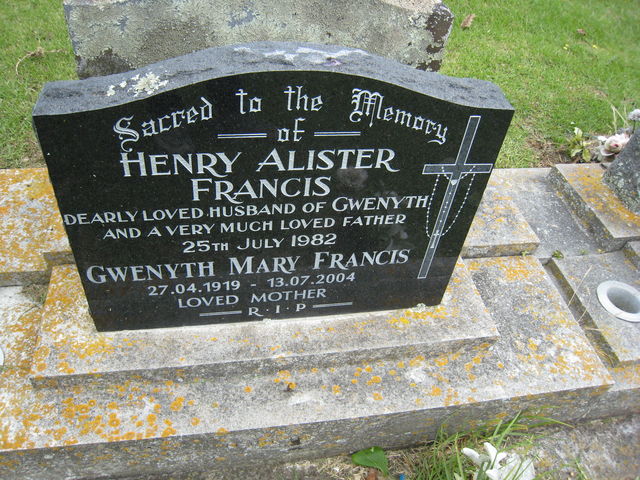 Sacred to the Memory
of
HENRY ALISTER
FRANCIS
DEARLY LOVED HUSBAND OF GWENYTH
AND A VERY MUCH LOVED FATHER
25TH JULY 1982
GWENYTH MARY FRANCIS
27.04.1919 - 13.07.2004
LOVED MOTHER
R·I·P